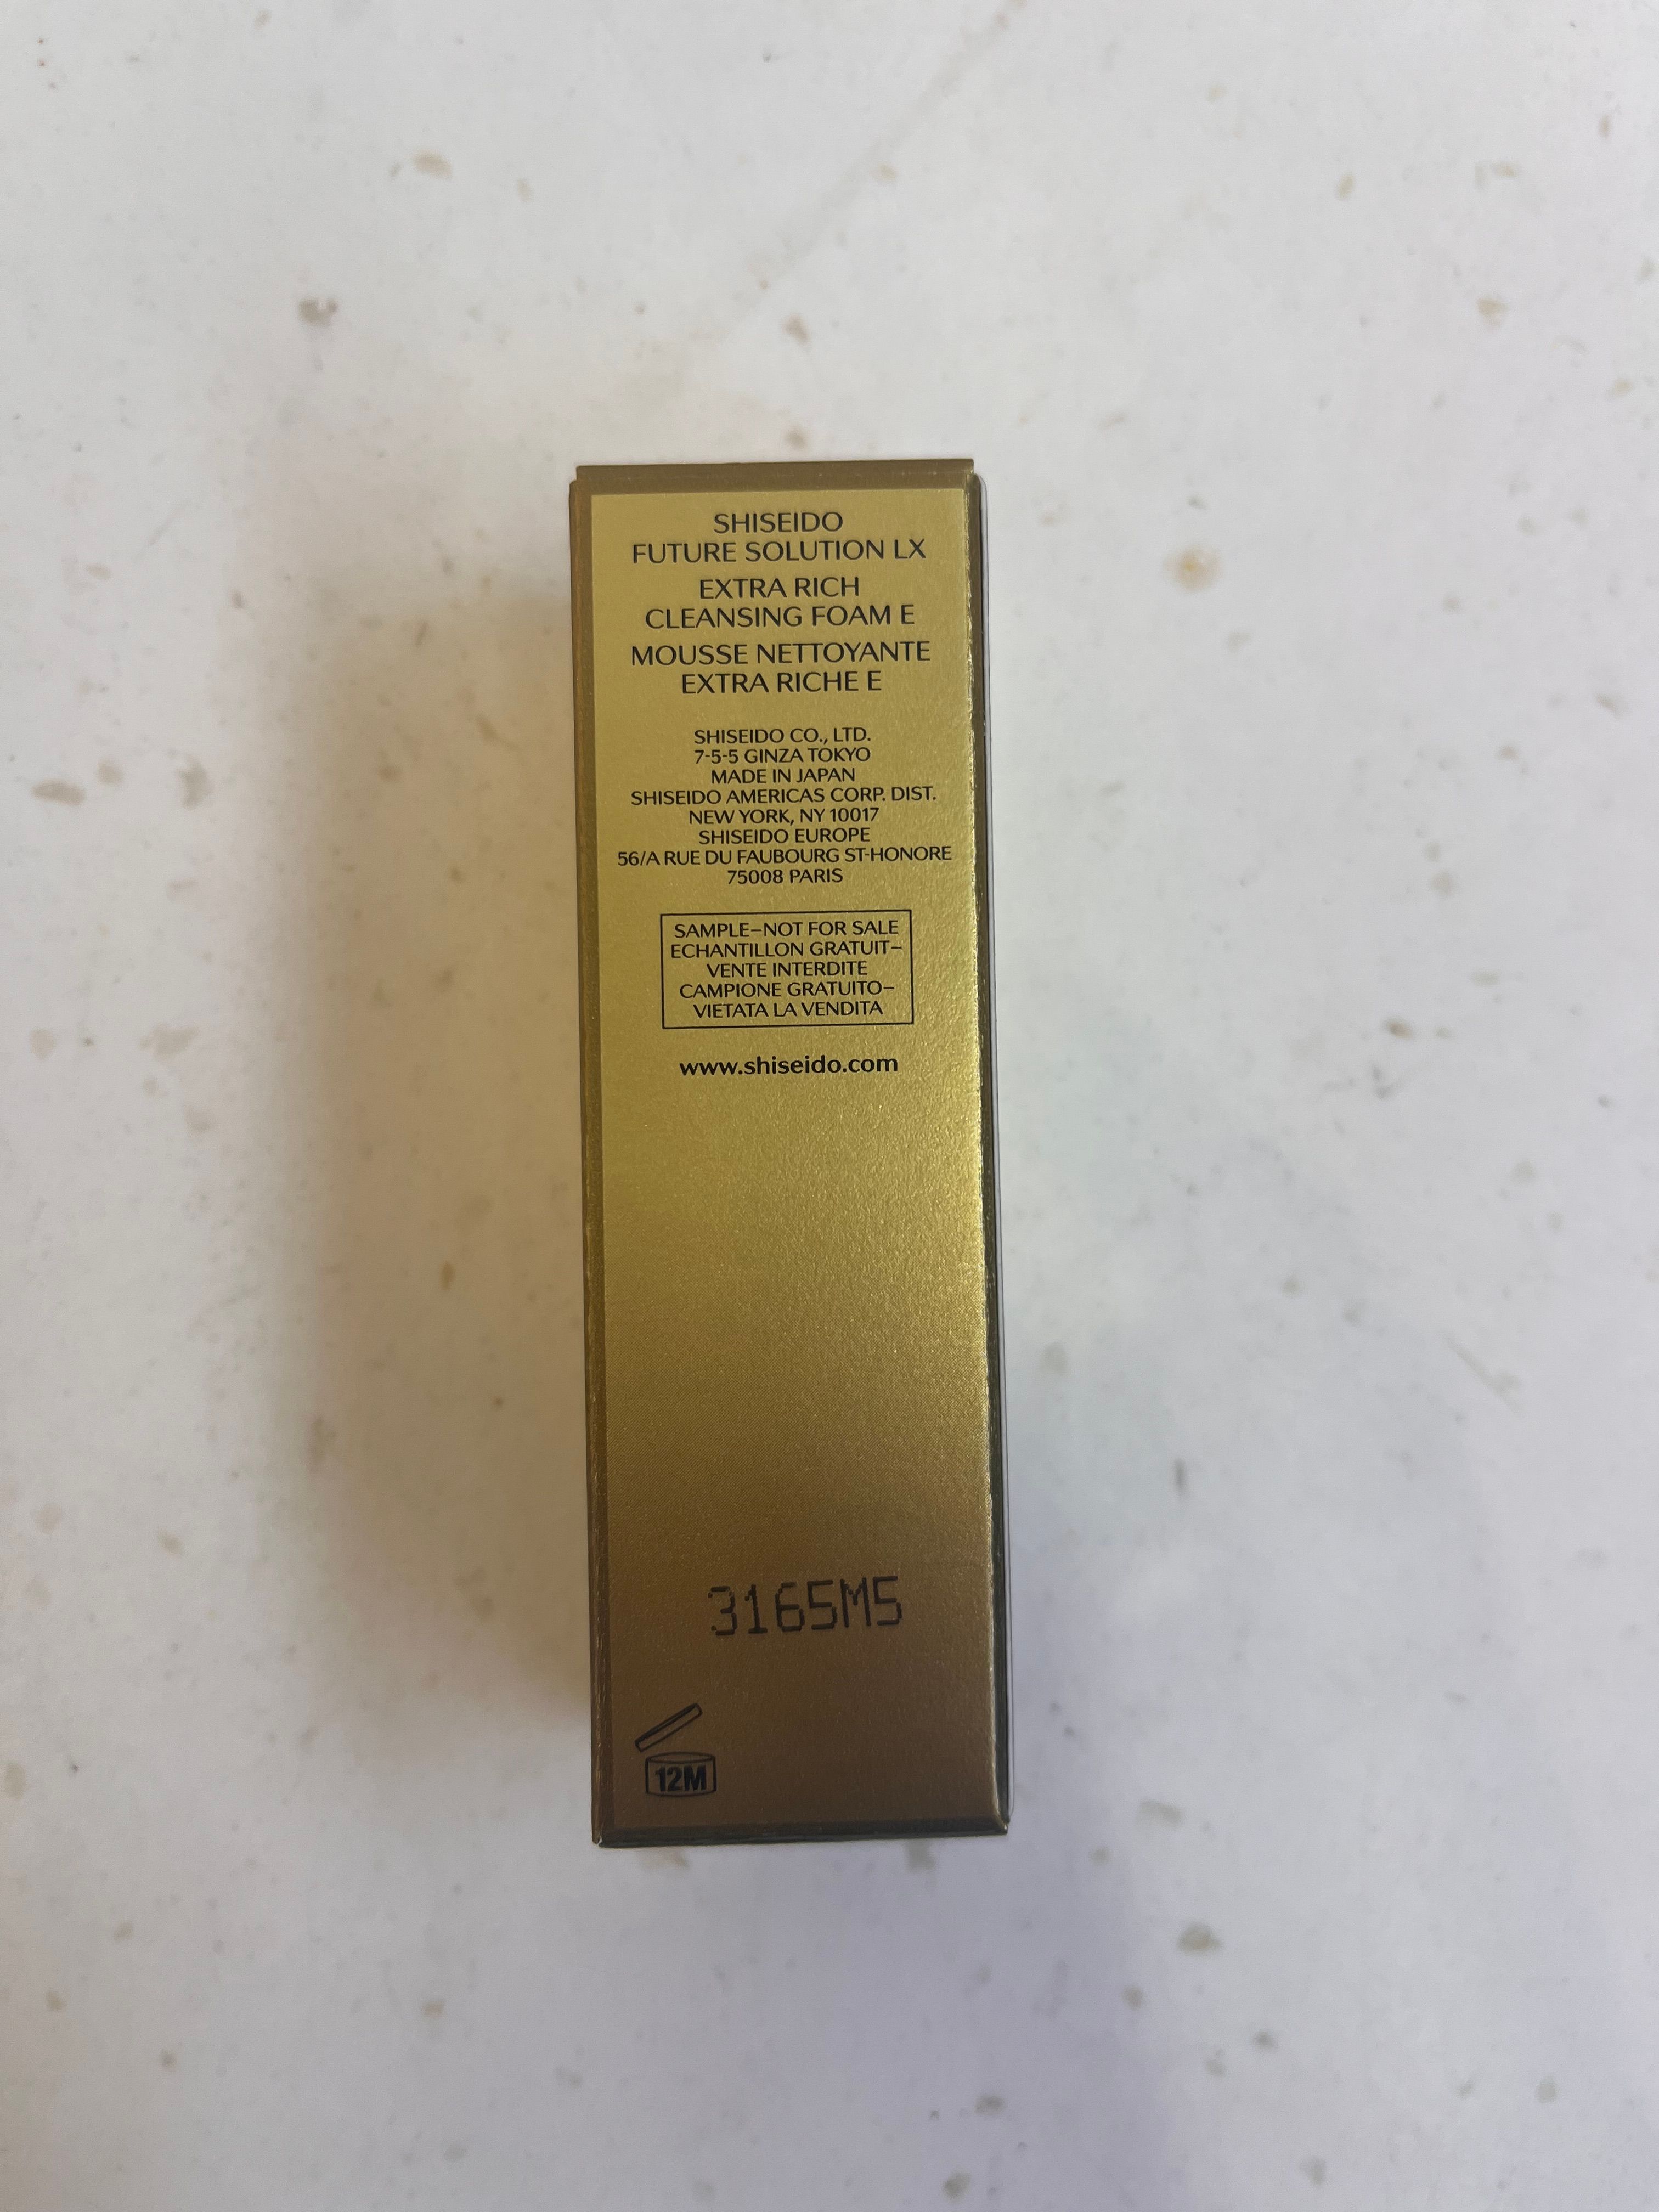 SHISEIDO
FUTURE SOLUTION LX
EXTRA RICH
CLEANSING FOAM E
MOUSSE NETTOYANTE
EXTRA RICHE E
SHISEIDO CO., LTD.
7-5-5 GINZA TOKYO
MADE IN JAPAN
SHISEIDO AMERICAS CORP. DIST.
NEW YORK, NY 10017
SHISEIDO EUROPE
56/A RUE DU FAUBOURG ST-HONORE
75008 PARIS
SAMPLE–NOT FOR SALE
ECHANTILLON GRATUIT–
VENTE INTERDITE
CAMPIONE GRATUITO–
VIETATA LA VENDITA
www.shiseido.com
3165M5
12M